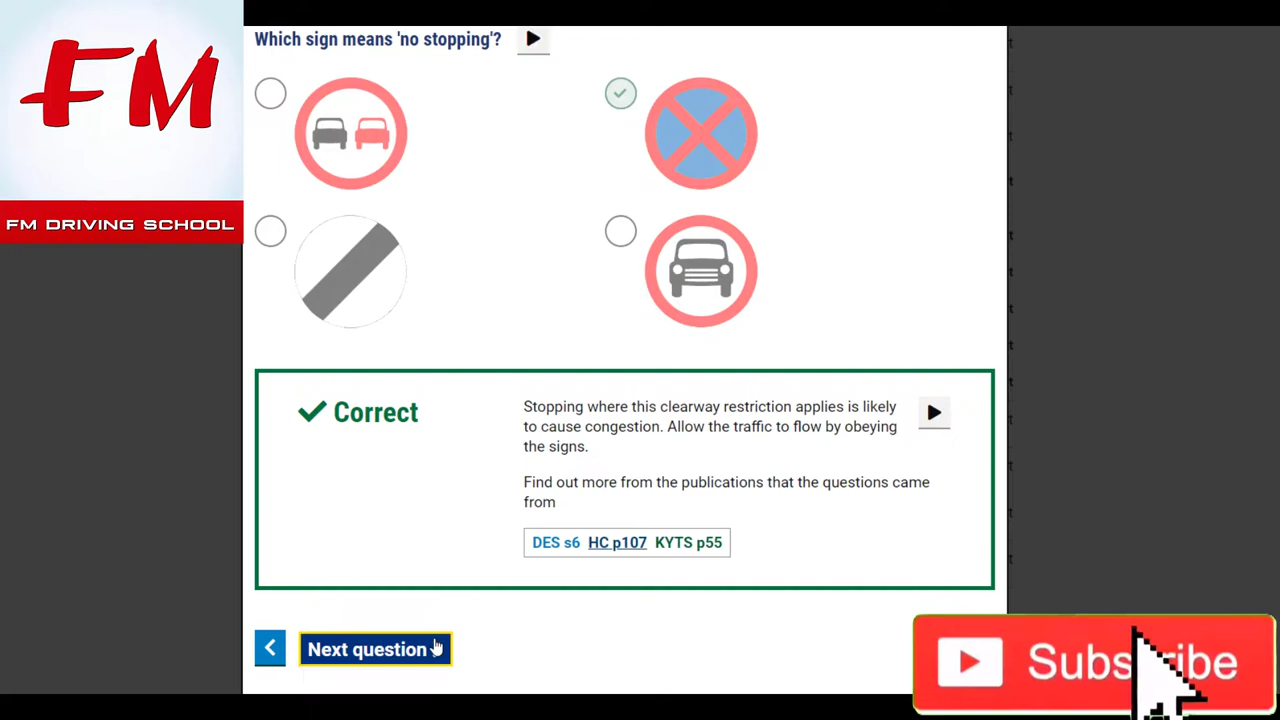 FM
FM DRIVING SCHOOL
Which sign means 'no stopping'?
Correct
Stopping where this clearway restriction applies is likely
to cause congestion. Allow the traffic to flow by obeying
the signs.
Find out more from the publications that the questions came
from
DES s6 HC p107 KYTS p55
Next question
Subscribe